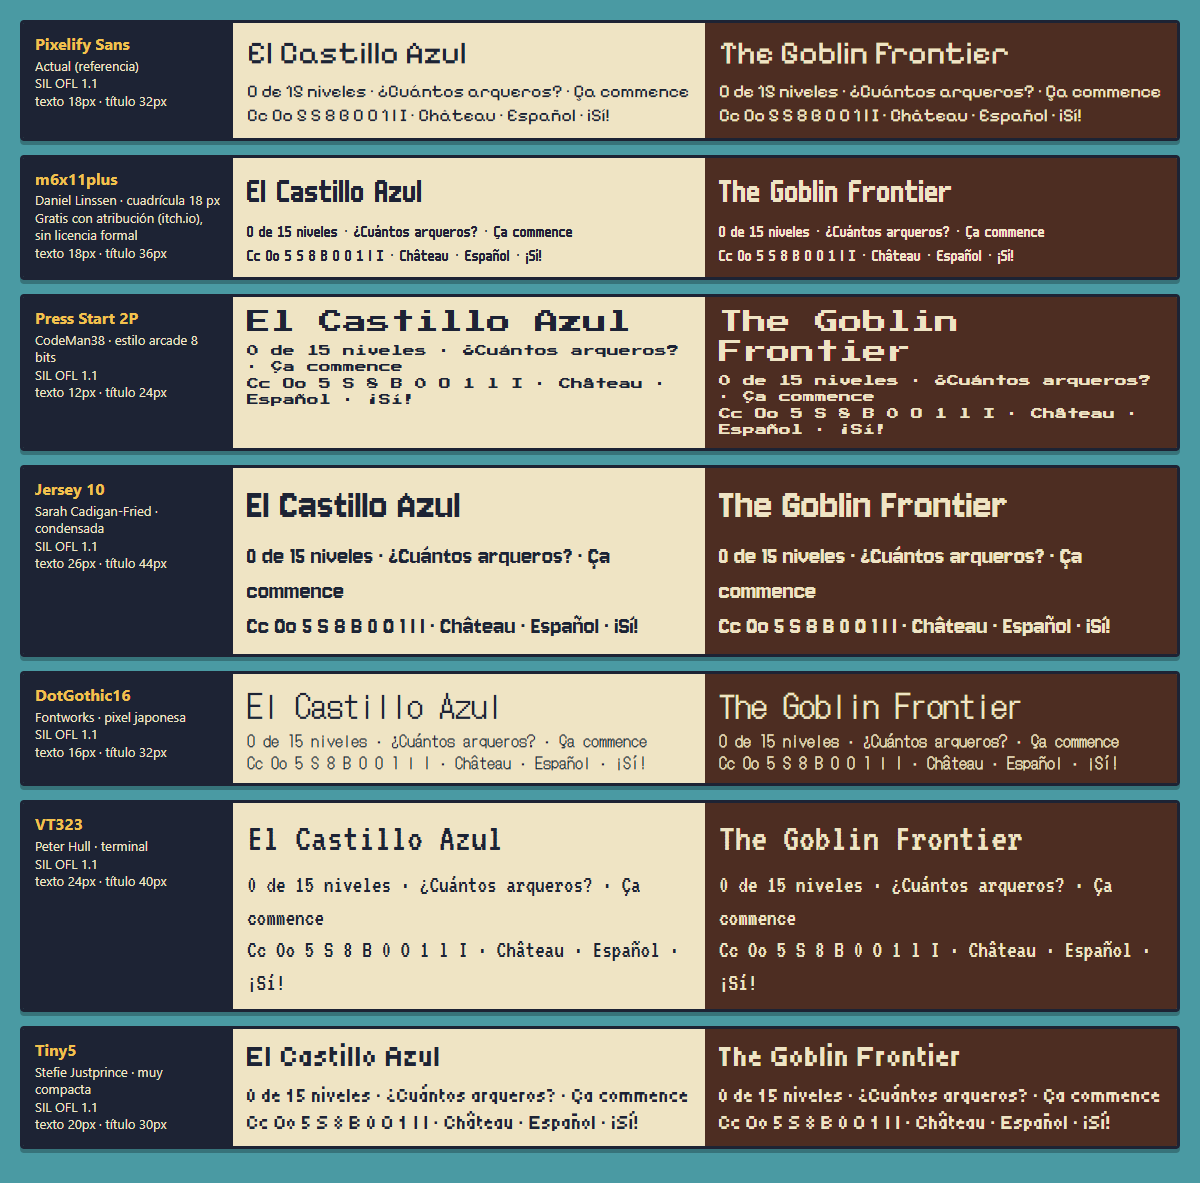 Pixelify Sans
Actual (referencia)
SIL OFL 1.1
texto 18px · título 32px
El Castillo Azul
0 de 15 niveles · ¿Cuántos arqueros? · Ça commence
Cc Oo 5 S 8 B 0 O 1 l I · Château · Español · ¡Sí!
The Goblin Frontier
0 de 15 niveles · ¿Cuántos arqueros? · Ça commence
Cc Oo 5 S 8 B 0 O 1 l I · Château · Español · ¡Sí!
m6x11plus
Daniel Linssen · cuadrícula 18 px
Gratis con atribución (itch.io),
sin licencia formal
texto 18px · título 36px
El Castillo Azul
0 de 15 niveles · ¿Cuántos arqueros? · Ça commence
Cc Oo 5 S 8 B 0 O 1 l I · Château · Español · ¡Sí!
The Goblin Frontier
0 de 15 niveles · ¿Cuántos arqueros? · Ça commence
Cc Oo 5 S 8 B 0 O 1 l I · Château · Español · ¡Sí!
Press Start 2P
CodeMan38 · estilo arcade 8
bits
SIL OFL 1.1
texto 12px · título 24px
El Castillo Azul
0 de 15 niveles · ¿Cuántos arqueros?
· Ça commence
Cc Oo 5 S 8 B 0 O 1 l I · Château ·
Español · ¡Sí!
The Goblin
Frontier
0 de 15 niveles · ¿Cuántos arqueros?
· Ça commence
Cc Oo 5 S 8 B 0 O 1 l I · Château ·
Español · ¡Sí!
Jersey 10
Sarah Cadigan-Fried ·
condensada
SIL OFL 1.1
texto 26px · título 44px
El Castillo Azul
0 de 15 niveles · ¿Cuántos arqueros? · Ça
commence
Cc Oo 5 S 8 B 0 O 1 l I · Château · Español · ¡Sí!
The Goblin Frontier
0 de 15 niveles · ¿Cuántos arqueros? · Ça
commence
Cc Oo 5 S 8 B 0 O 1 l I · Château · Español · ¡Sí!
DotGothic16
Fontworks · pixel japonesa
SIL OFL 1.1
texto 16px · título 32px
El Castillo Azul
0 de 15 niveles · ¿Cuántos arqueros? · Ça commence
Cc Oo 5 S 8 B 0 O 1 l I · Château · Español · ¡Sí!
The Goblin Frontier
0 de 15 niveles · ¿Cuántos arqueros? · Ça commence
Cc Oo 5 S 8 B 0 O 1 l I · Château · Español · ¡Sí!
VT323
Peter Hull · terminal
SIL OFL 1.1
texto 24px · título 40px
El Castillo Azul
0 de 15 niveles · ¿Cuántos arqueros? · Ça
commence
Cc Oo 5 S 8 B 0 O 1 l I · Château · Español ·
¡Sí!
The Goblin Frontier
0 de 15 niveles · ¿Cuántos arqueros? · Ça
commence
Cc Oo 5 S 8 B 0 O 1 l I · Château · Español ·
¡Sí!
Tiny5
Stefie Justprince · muy
compacta
SIL OFL 1.1
texto 20px · título 30px
El Castillo Azul
0 de 15 niveles · ¿Cuántos arqueros? · Ça commence
Cc Oo 5 S 8 B 0 O 1 l I · Château · Español · ¡Sí!
The Goblin Frontier
0 de 15 niveles · ¿Cuántos arqueros? · Ça commence
Cc Oo 5 S 8 B 0 O 1 l I · Château · Español · ¡Sí!